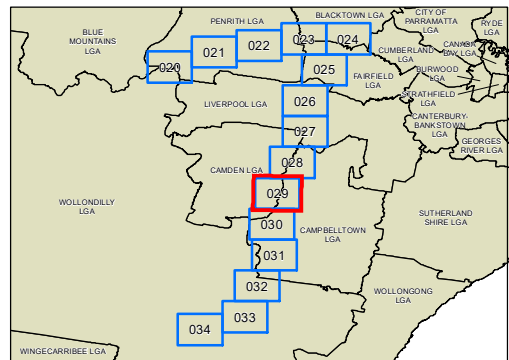 BLUE
MOUNTAINS
LGA
PENRITH LGA
BLACKTOWN LGA
CITY OF
PARRAMATTA
LGA
RYDE
LGA
020
021
022
023
024
CUMBERLAND
LGA
CANADA
BAY LGA
025
FAIRFIELD
LGA
BURWOOD
LGA
STRATHFIELD
LGA
LIVERPOOL LGA
026
CANTERBURY-
BANKSTOWN
LGA
027
GEORGES
RIVER LGA
028
CAMDEN LGA
029
WOLLONDILLY
LGA
030
CAMPBELLTOWN
LGA
SUTHERLAND
SHIRE LGA
031
032
WOLLONGONG
LGA
033
034
WINGECARRIBEE LGA